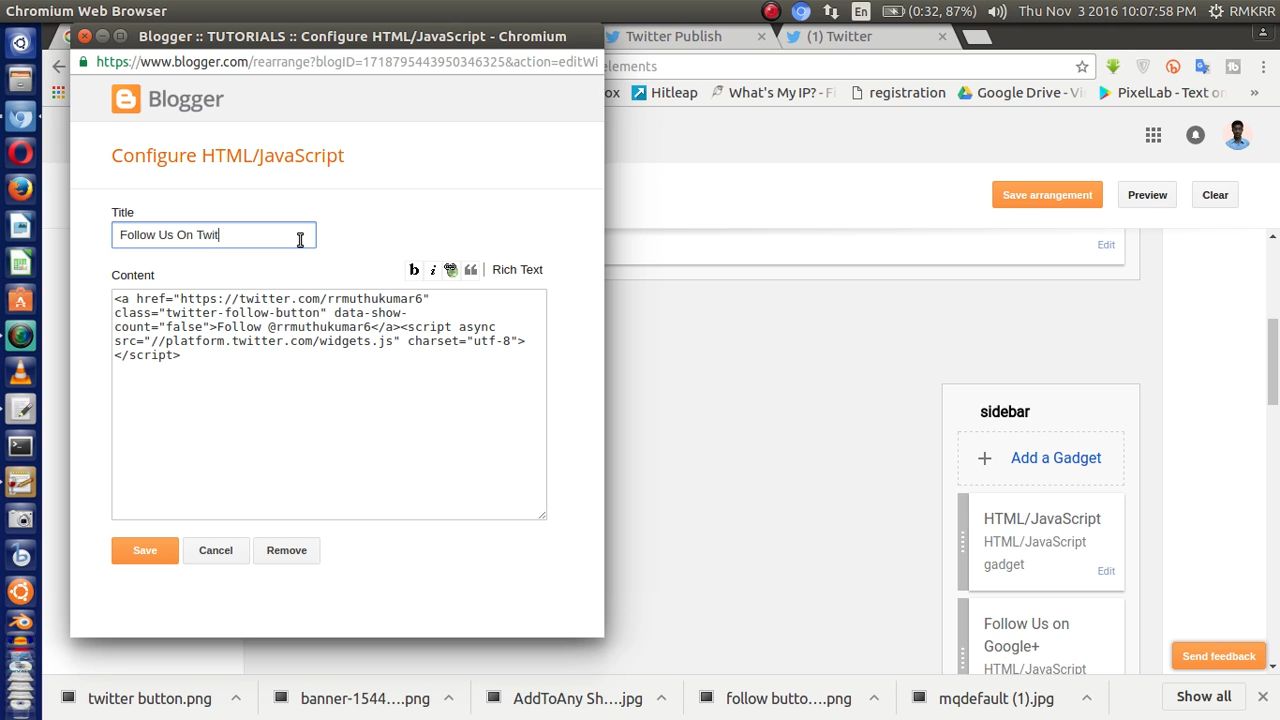 Chromium Web Browser
En
(0:32, 87%)
Thu Nov 3 2016 10:07:58 PM
RMKRR
Blogger :: TUTORIALS :: Configure HTML/JavaScript - Chromium
Twitter Publish
(1) Twitter
https://www.blogger.com/rearrange?blogID=1718795443950346325&action=editWi
elements
ox
Hitleap
What's My IP? - Fi
registration
Google Drive - Vi
PixelLab - Text on
»
Blogger
Configure HTML/JavaScript
Save arrangement
Preview
Clear
Title
Follow Us On Twit
Edit
Content
b
i
Rich Text
<a href="https://twitter.com/rrmuthukumar6"
class="twitter-follow-button" data-show-
count="false">Follow @rrmuthukumar6</a><script async
src="//platform.twitter.com/widgets.js" charset="utf-8">
</script>
sidebar
Add a Gadget
HTML/JavaScript
HTML/JavaScript
gadget
Edit
Save
Cancel
Remove
Follow Us on
Google+
HTML/JavaScript
Send feedback
twitter button.png
banner-1544....png
AddToAny Sh....jpg
follow butto....png
mqdefault (1).jpg
Show all